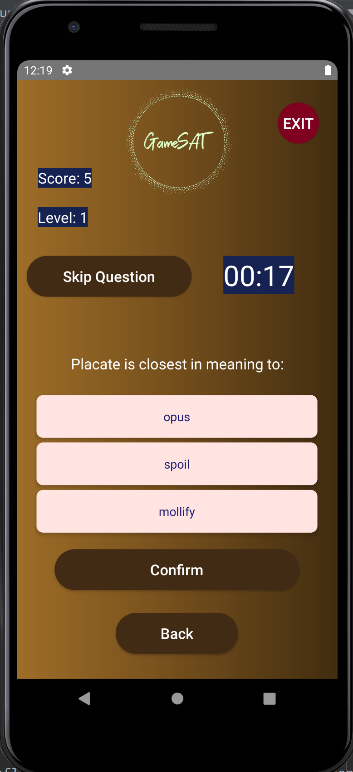 12:19
GameSAT
EXIT
Score: 5
Level: 1
Skip Question
00:17
Placate is closest in meaning to:
opus
spoil
mollify
Confirm
Back